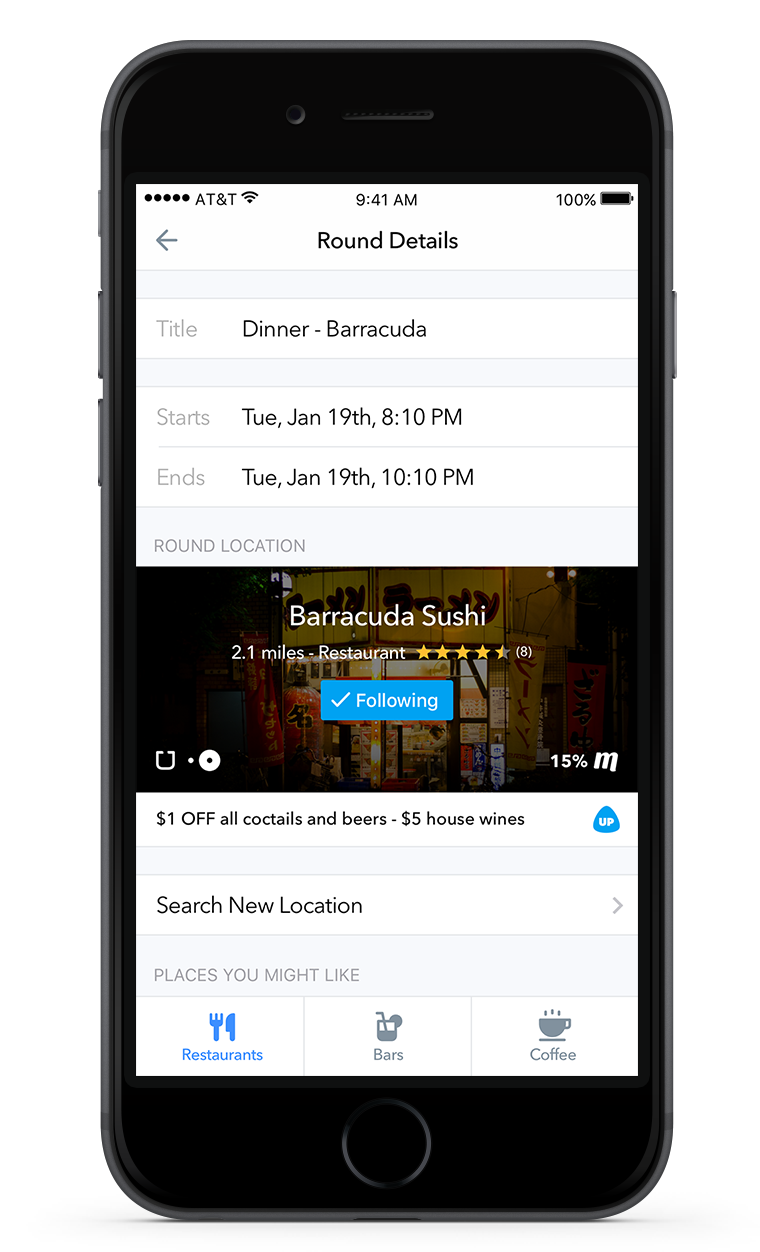 AT&T 9:41 AM 100%
Round Details
Title Dinner - Barracuda
Starts Tue, Jan 19th, 8:10 PM
Ends Tue, Jan 19th, 10:10 PM
ROUND LOCATION
Barracuda Sushi
2.1 miles - Restaurant (8)
Following
15% m
$1 OFF all coctails and beers - $5 house wines
UP
Search New Location
PLACES YOU MIGHT LIKE
Restaurants Bars Coffee